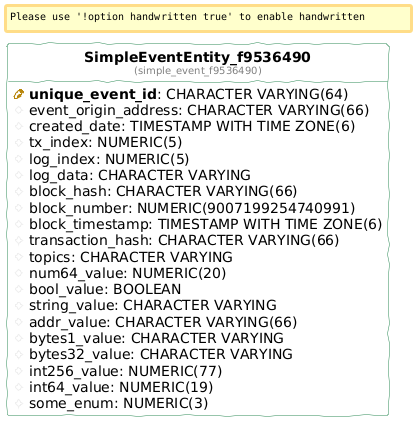 Please use '!option handwritten true' to enable handwritten
SimpleEventEntity_f9536490
(simple_event_f9536490)
unique_event_id: CHARACTER VARYING(64)
event_origin_address: CHARACTER VARYING(66)
created_date: TIMESTAMP WITH TIME ZONE(6)
tx_index: NUMERIC(5)
log_index: NUMERIC(5)
log_data: CHARACTER VARYING
block_hash: CHARACTER VARYING(66)
block_number: NUMERIC(9007199254740991)
block_timestamp: TIMESTAMP WITH TIME ZONE(6)
transaction_hash: CHARACTER VARYING(66)
topics: CHARACTER VARYING
num64_value: NUMERIC(20)
bool_value: BOOLEAN
string_value: CHARACTER VARYING
addr_value: CHARACTER VARYING(66)
bytes1_value: CHARACTER VARYING
bytes32_value: CHARACTER VARYING
int256_value: NUMERIC(77)
int64_value: NUMERIC(19)
some_enum: NUMERIC(3)